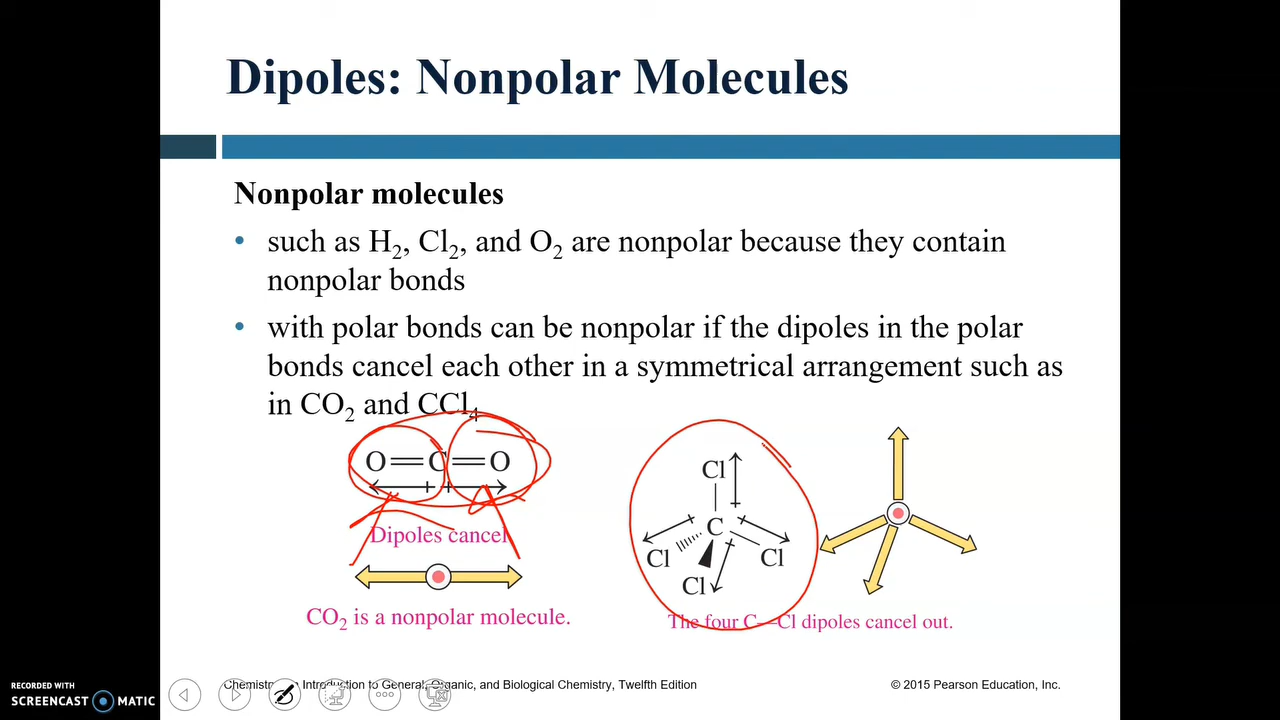 Dipoles: Nonpolar Molecules
Nonpolar molecules
• such as H₂, Cl₂, and O₂ are nonpolar because they contain
nonpolar bonds
• with polar bonds can be nonpolar if the dipoles in the polar
bonds cancel each other in a symmetrical arrangement such as
in CO₂ and CCl₄
O═C═O
Dipoles cancel
CO₂ is a nonpolar molecule.
Cl
C
Cl
Cl
Cl
The four C—Cl dipoles cancel out.
RECORDED WITH
SCREENCAST MATIC
Chemistry: An Introduction to General, Organic, and Biological Chemistry, Twelfth Edition
© 2015 Pearson Education, Inc.